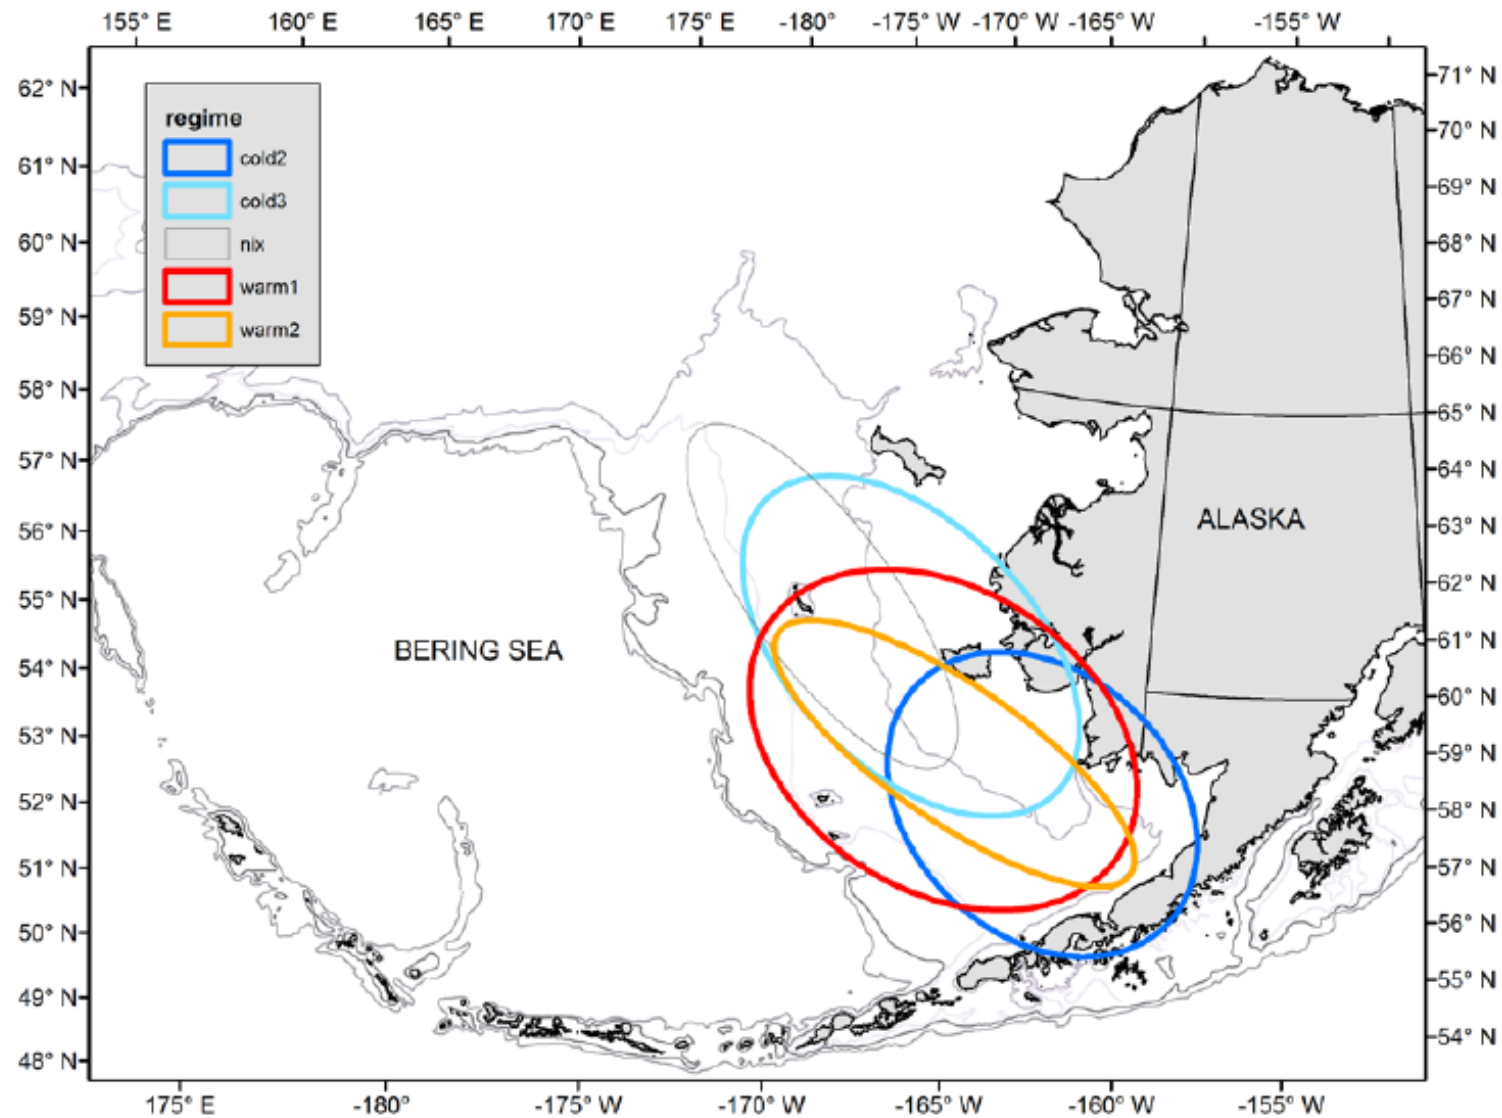 155° E 160° E 165° E 170° E 175° E -180° -175° W -170° W -165° W -155° W
62° N
61° N
60° N
59° N
58° N
57° N
56° N
55° N
54° N
53° N
52° N
51° N
50° N
49° N
48° N
regime
cold2
cold3
nix
warm1
warm2
BERING SEA
ALASKA
71° N
70° N
69° N
68° N
67° N
66° N
65° N
64° N
63° N
62° N
61° N
60° N
59° N
58° N
57° N
56° N
55° N
54° N
175° E -180° -175° W -170° W -165° W -160° W -155° W